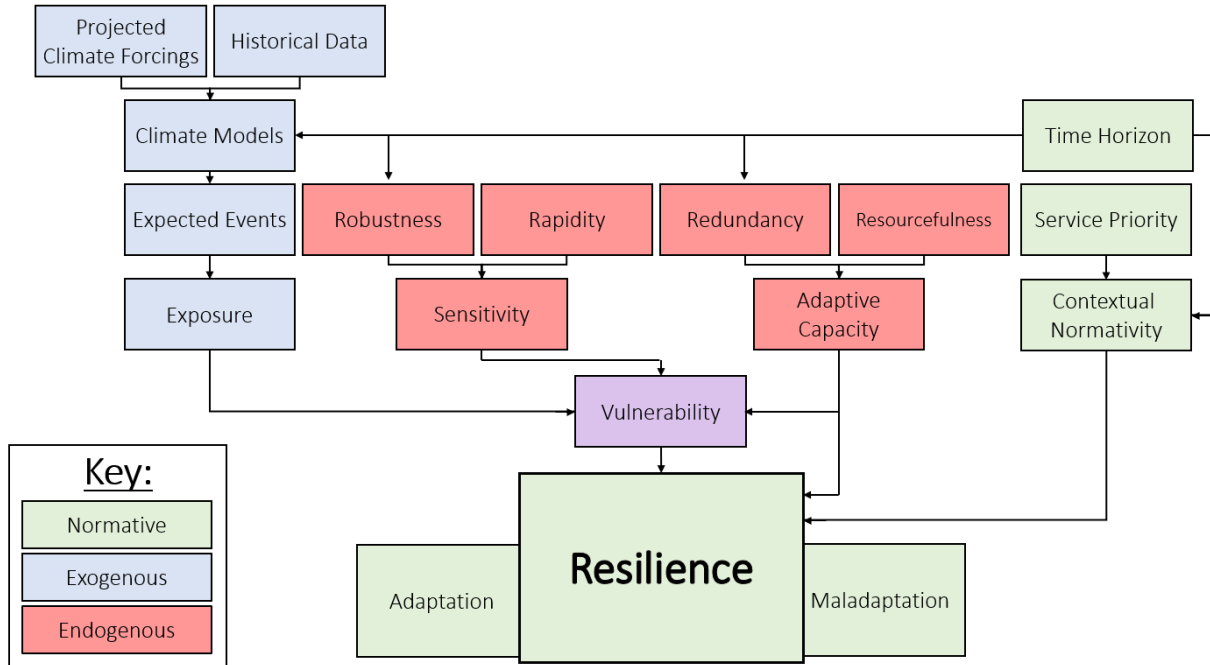 Projected
Climate Forcings
Historical Data
Climate Models
Time Horizon
Expected Events
Robustness
Rapidity
Redundancy
Resourcefulness
Service Priority
Exposure
Sensitivity
Adaptive
Capacity
Contextual
Normativity
Vulnerability
Key:
Normative
Exogenous
Endogenous
Adaptation
Resilience
Maladaptation